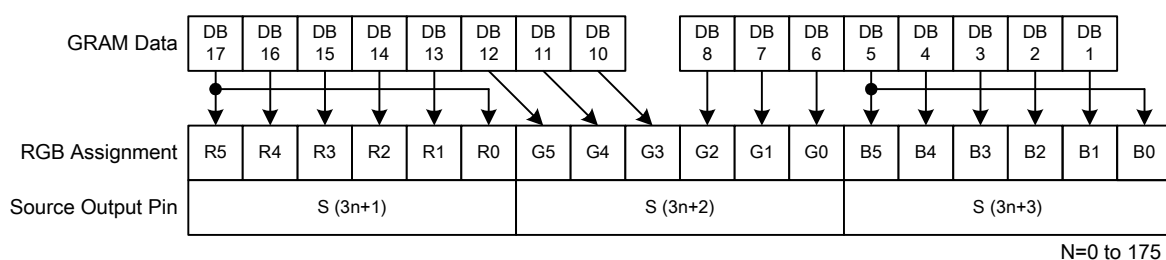 GRAM Data DB 17 DB 16 DB 15 DB 14 DB 13 DB 12 DB 11 DB 10 DB 8 DB 7 DB 6 DB 5 DB 4 DB 3 DB 2 DB 1
RGB Assignment R5 R4 R3 R2 R1 R0 G5 G4 G3 G2 G1 G0 B5 B4 B3 B2 B1 B0
Source Output Pin S (3n+1) S (3n+2) S (3n+3)
N=0 to 175